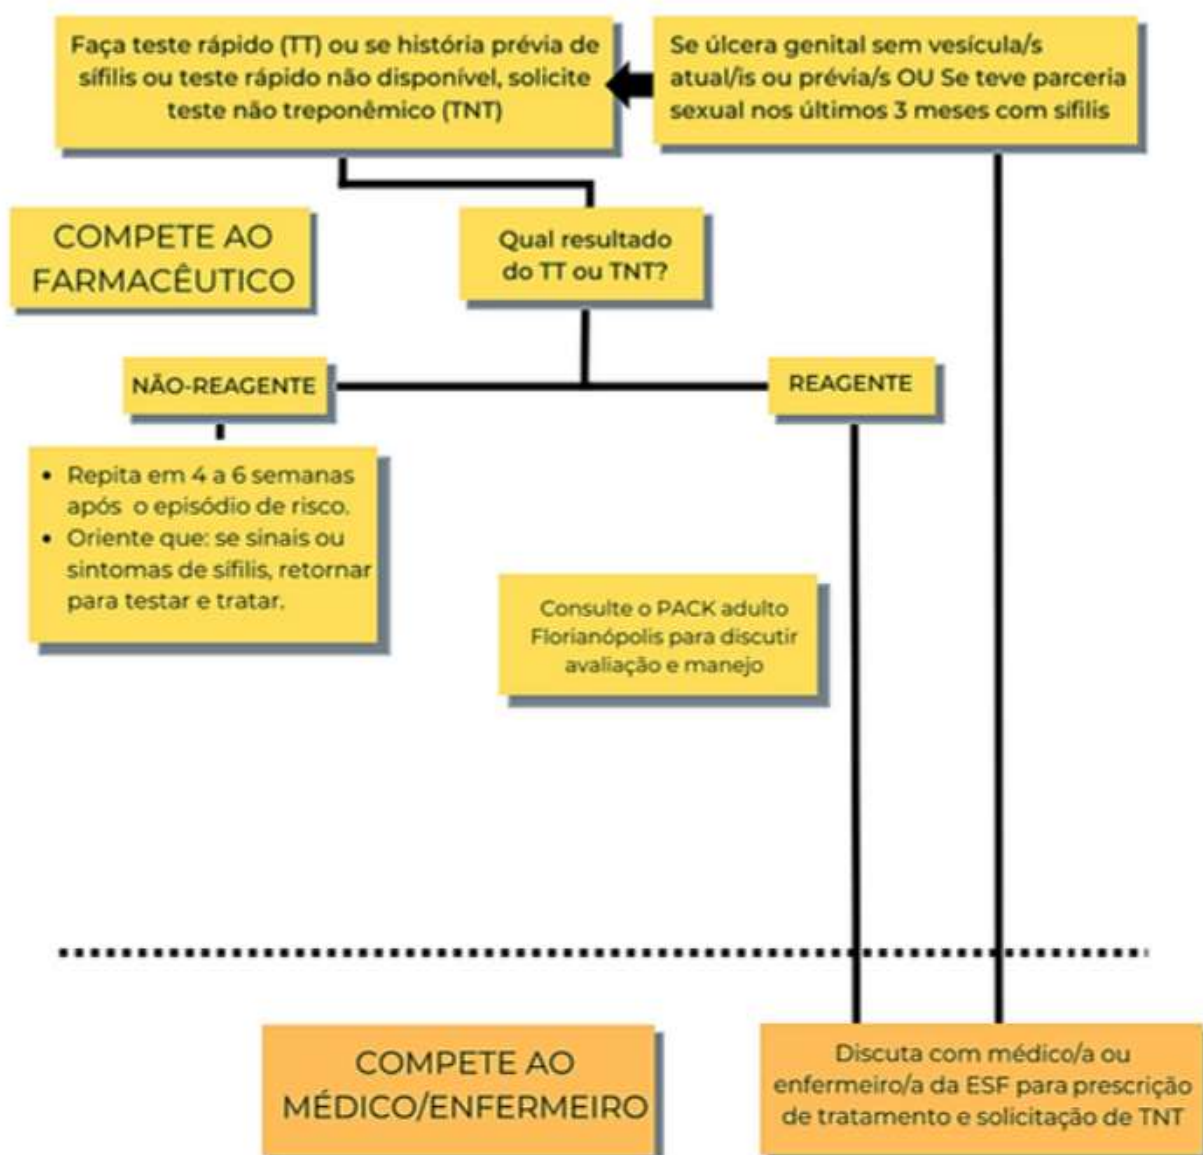 Faça teste rápido (TT) ou se história prévia de
sífilis ou teste rápido não disponível, solicite
teste não treponêmico (TNT)
Se úlcera genital sem vesícula/s
atual/is ou prévia/s OU Se teve parceria
sexual nos últimos 3 meses com sífilis
COMPETE AO
FARMACÊUTICO
Qual resultado
do TT ou TNT?
NÃO-REAGENTE
REAGENTE
• Repita em 4 a 6 semanas
após o episódio de risco.
• Oriente que: se sinais ou
sintomas de sífilis, retornar
para testar e tratar.
Consulte o PACK adulto
Florianópolis para discutir
avaliação e manejo
COMPETE AO
MÉDICO/ENFERMEIRO
Discuta com médico/a ou
enfermeiro/a da ESF para prescrição
de tratamento e solicitação de TNT